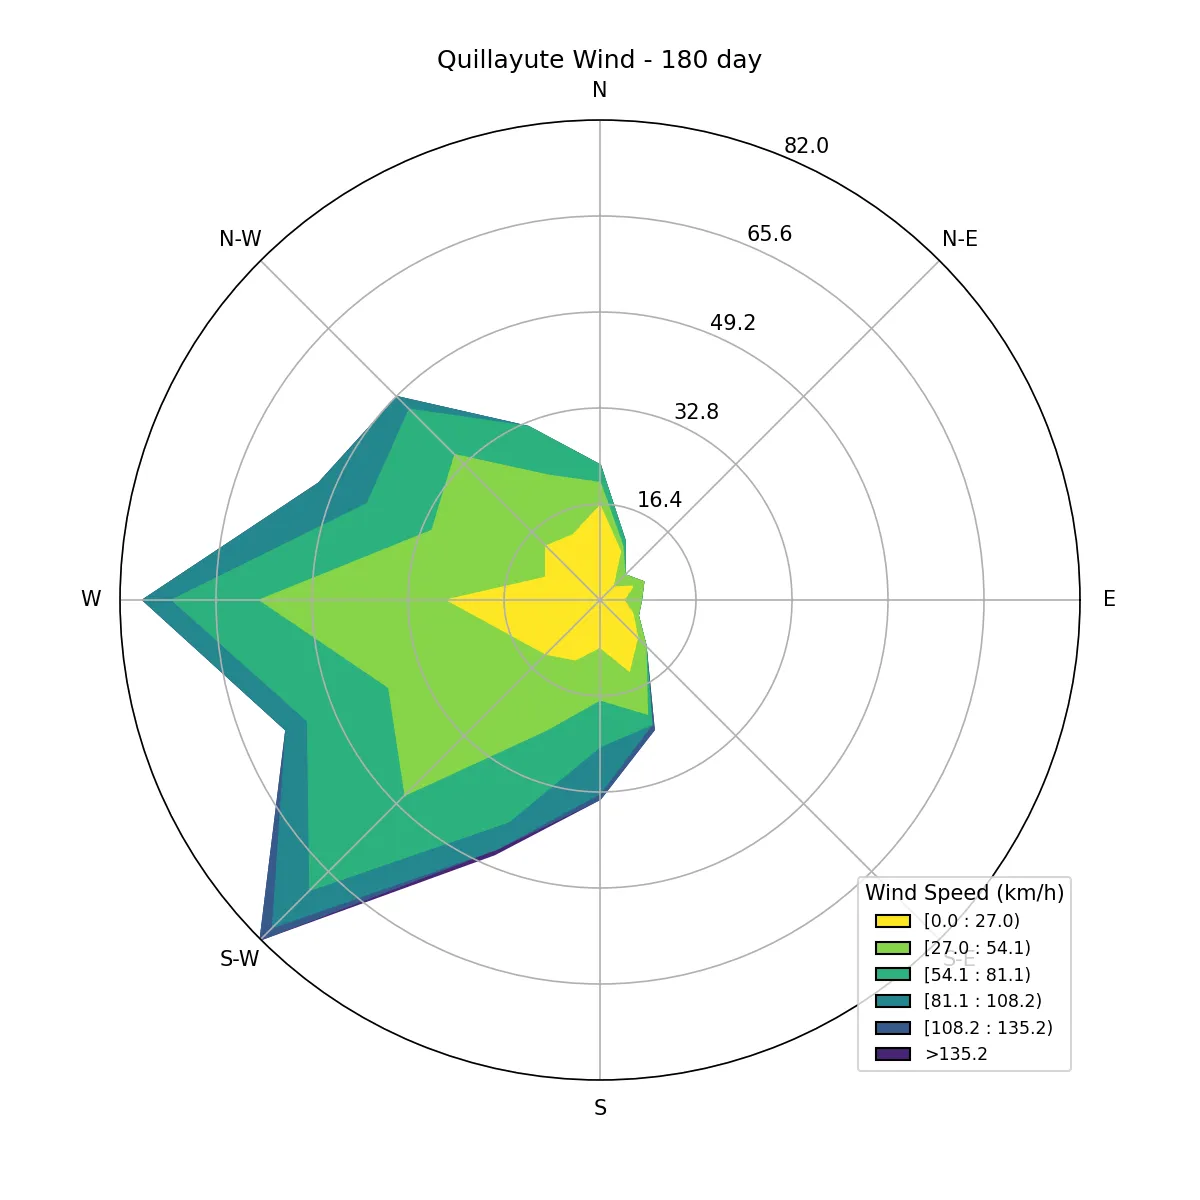 Quillayute Wind - 180 day
N
82.0
N-W
65.6
N-E
49.2
32.8
16.4
W
E
Wind Speed (km/h)
[0.0 : 27.0)
[27.0 : 54.1)
S-W
S-E
[54.1 : 81.1)
[81.1 : 108.2)
[108.2 : 135.2)
>135.2
S